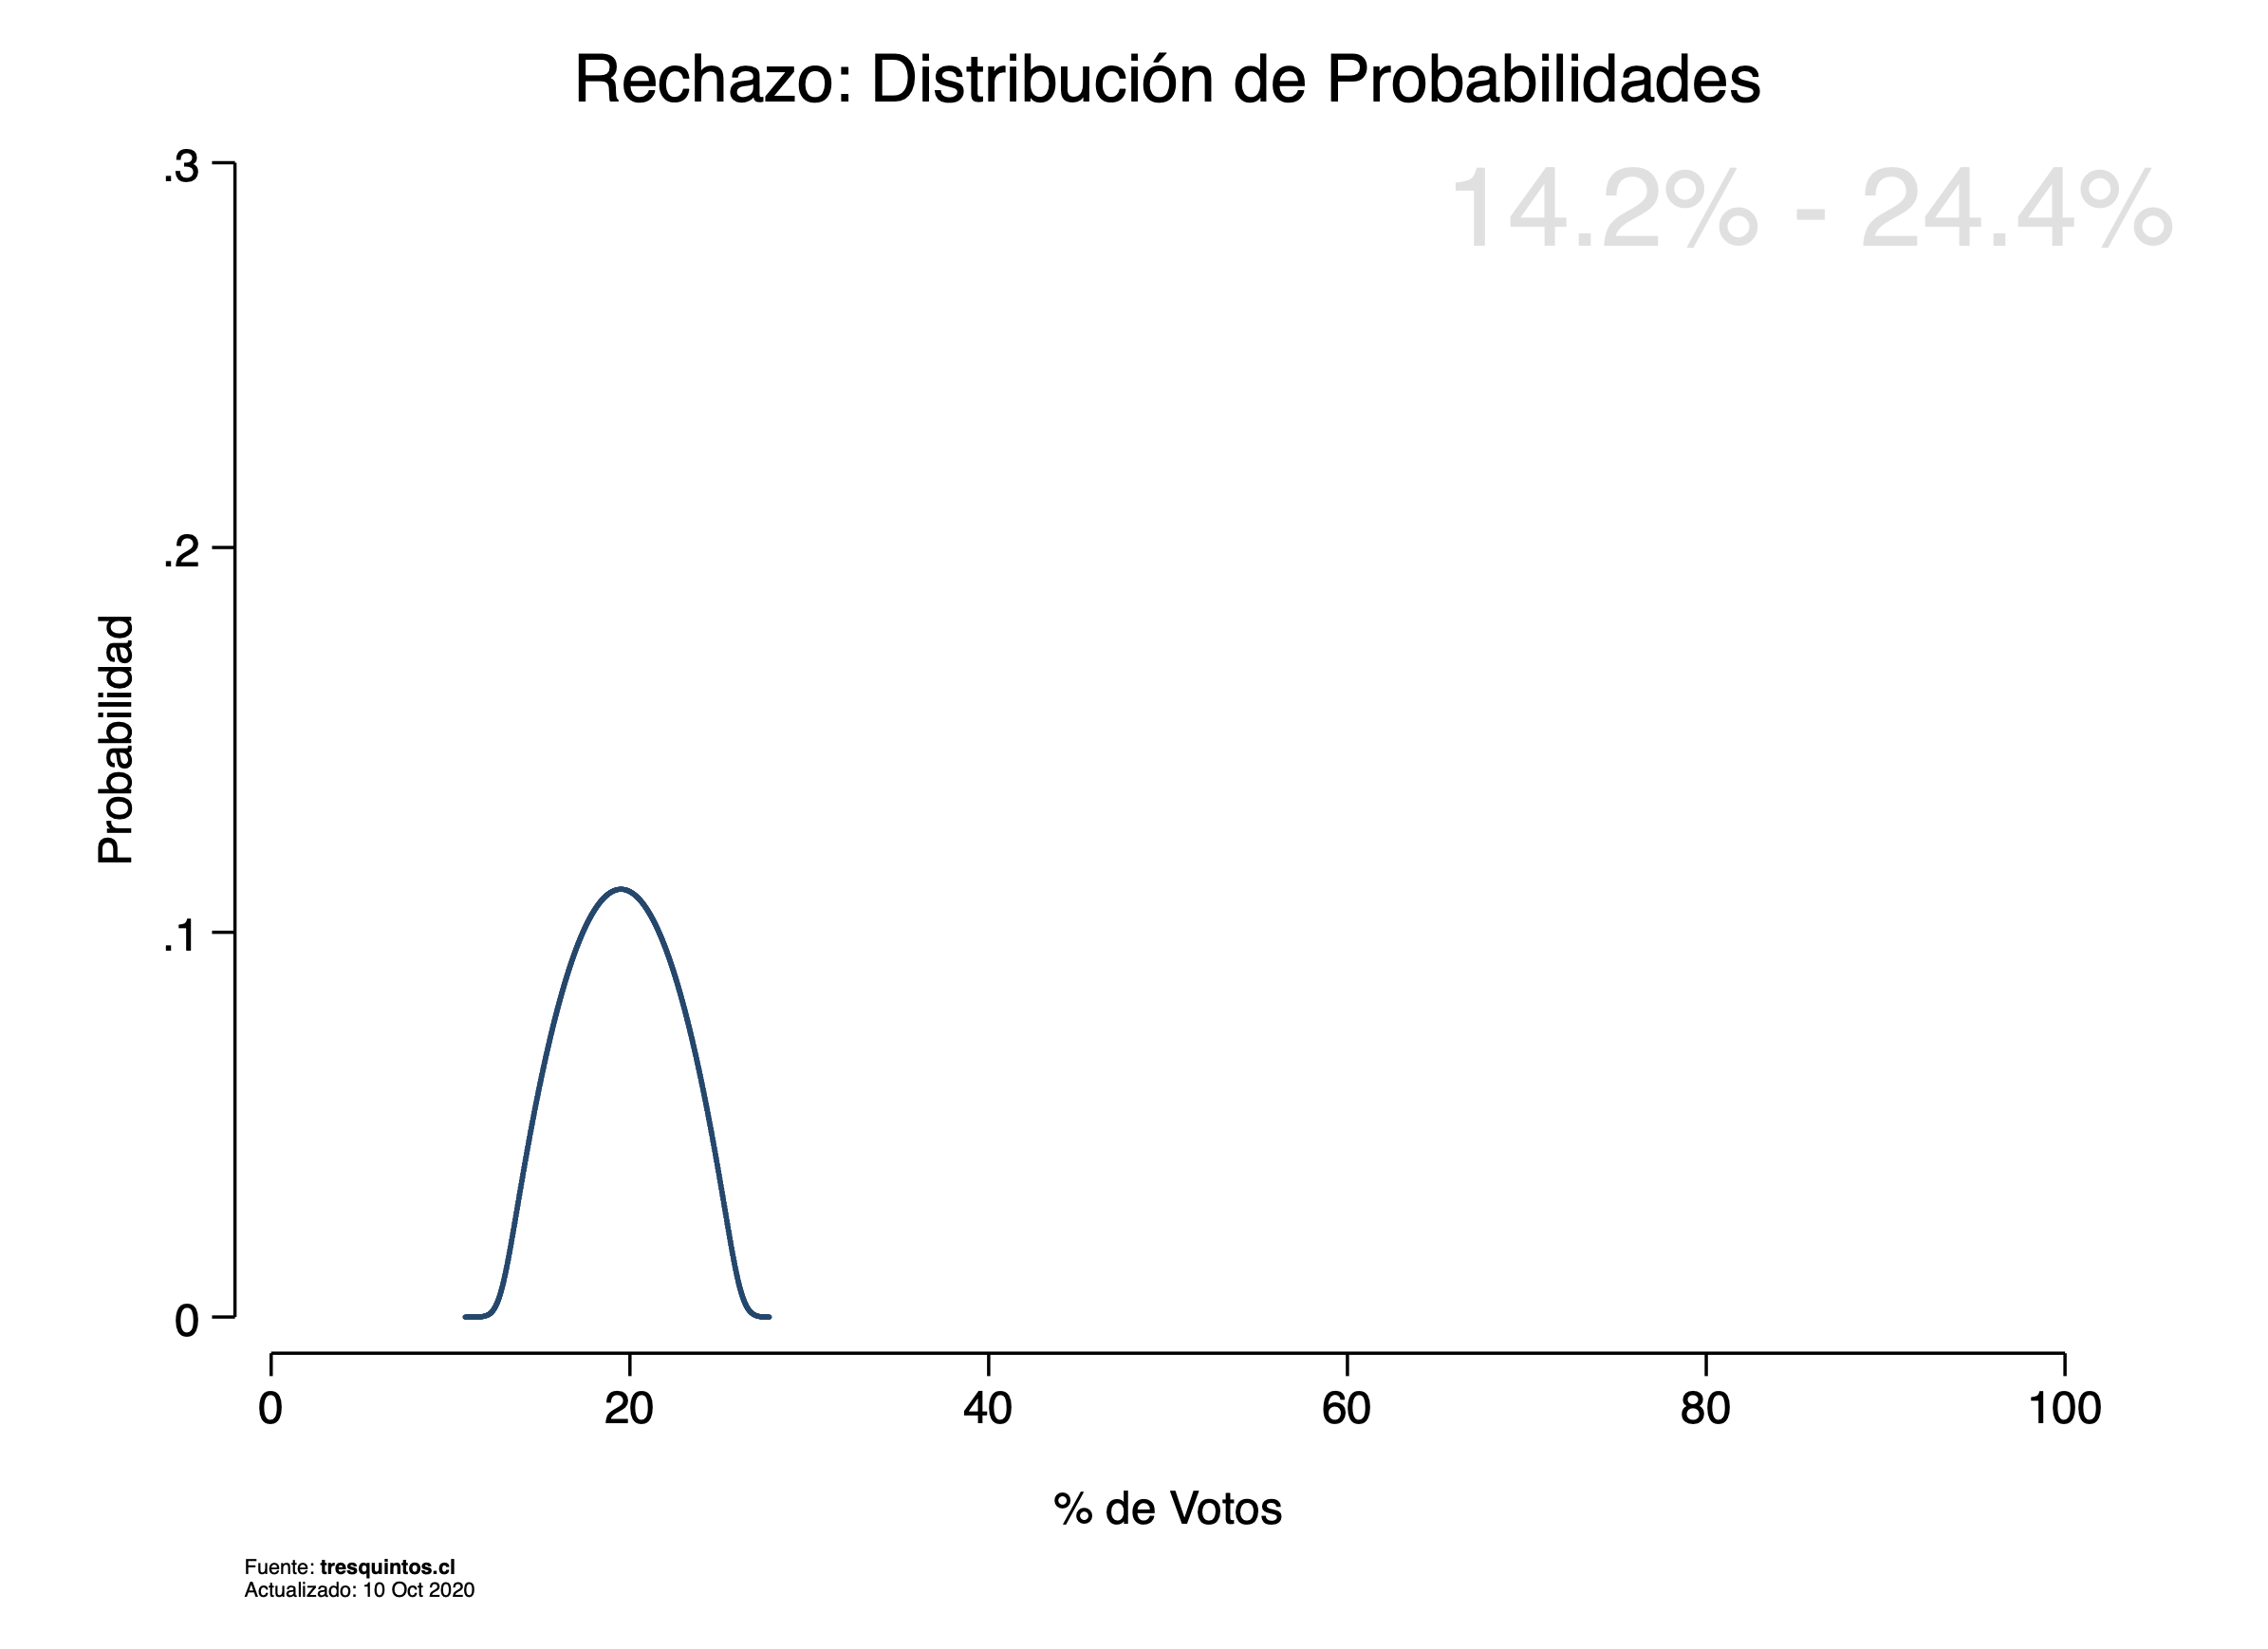 Rechazo: Distribución de Probabilidades
14.2% - 24.4%
.3
.2
.1
0
Probabilidad
0 20 40 60 80 100
% de Votos
Fuente: tresquintos.cl
Actualizado: 10 Oct 2020